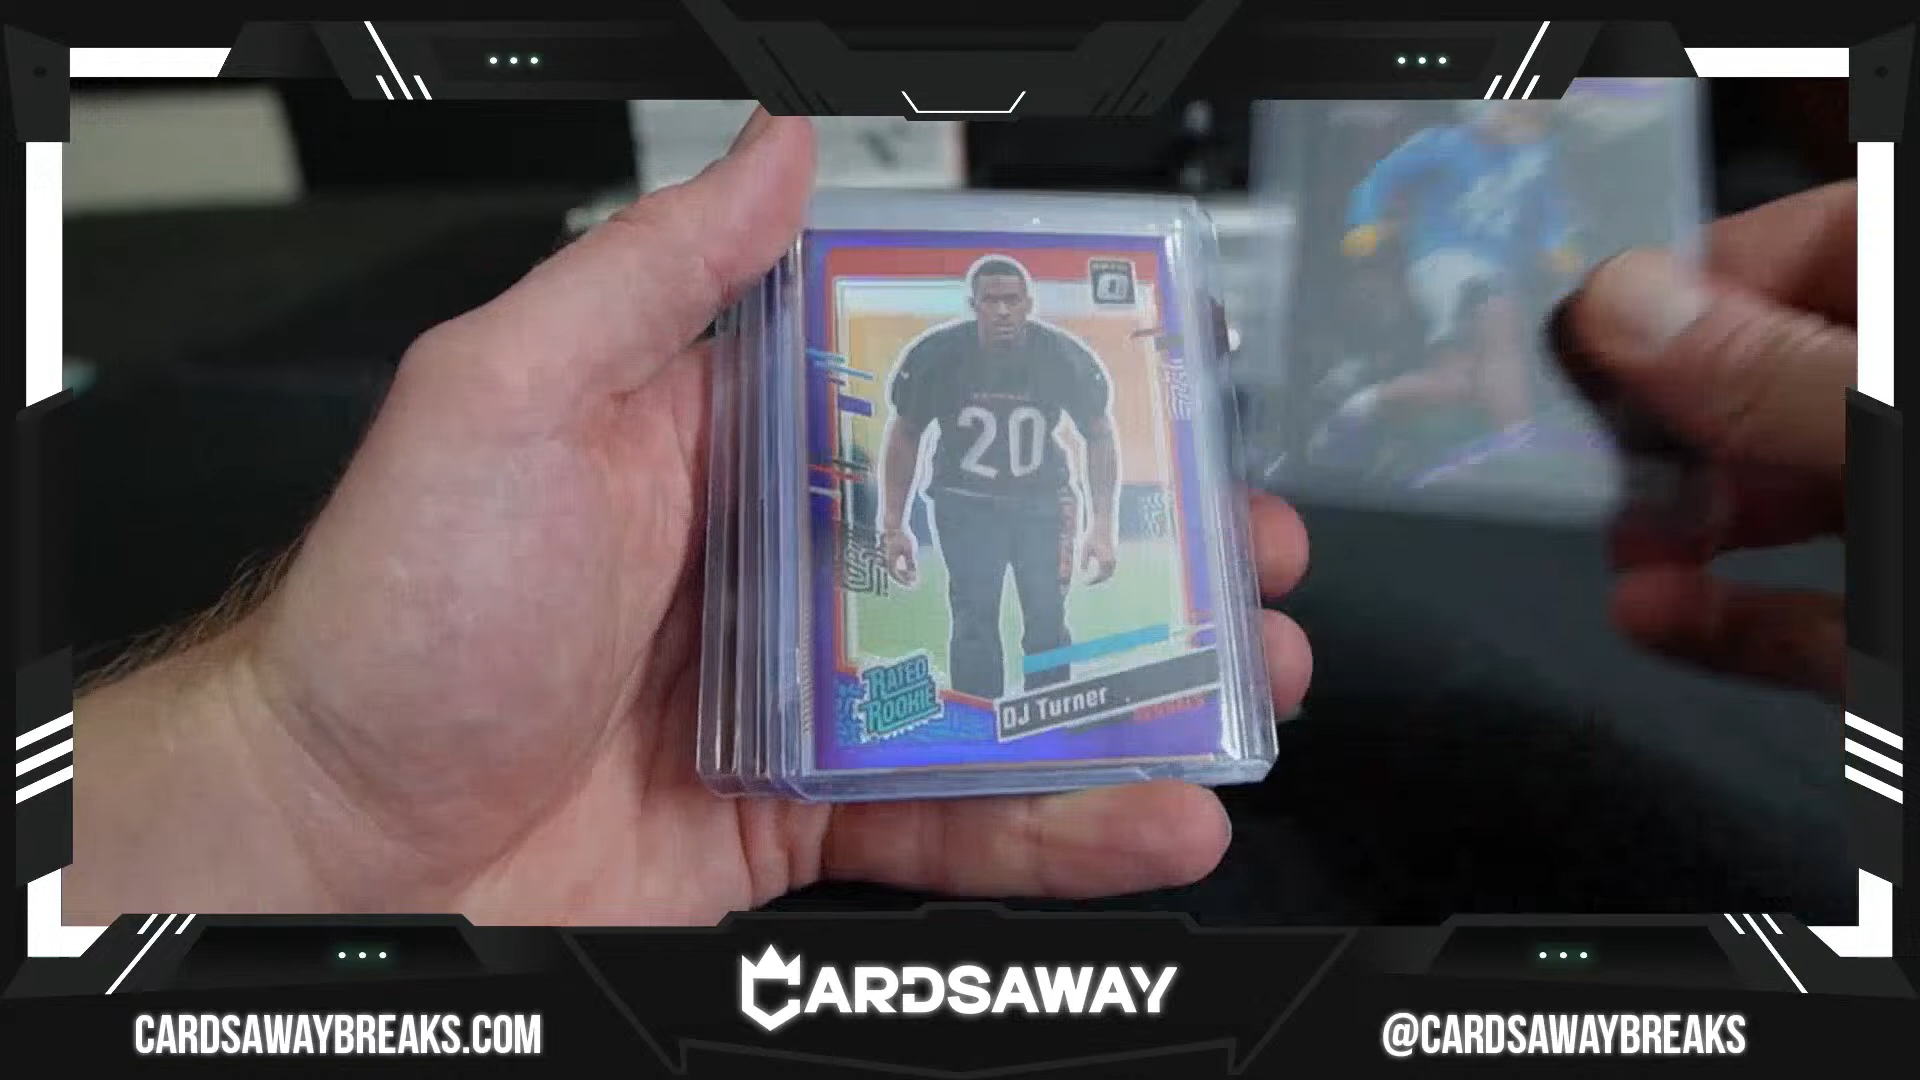 20
RATED
ROOKIE
DJ Turner
CARDSAWAY
CARDSAWAYBREAKS.COM
@CARDSAWAYBREAKS